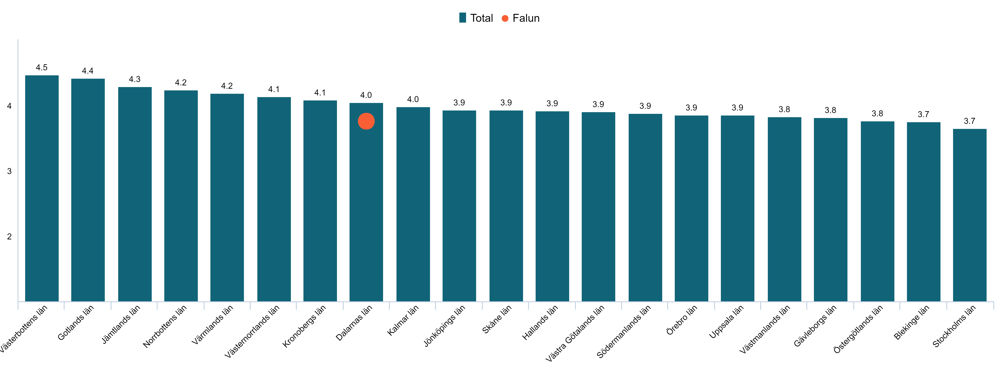 Total Falun
4.5 4.4 4.3 4.2 4.2 4.1 4.1 4.0 4.0 3.9 3.9 3.9 3.9 3.9 3.9 3.9 3.8 3.8 3.8 3.7 3.7
4
3
2
Västerbottens län
Gotlands län
Jämtlands län
Norrbottens län
Värmlands län
Västernorrlands län
Kronobergs län
Dalarnas län
Kalmar län
Jönköpings län
Skåne län
Hallands län
Västra Götalands län
Södermanlands län
Örebro län
Uppsala län
Västmanlands län
Gävleborgs län
Östergötlands län
Blekinge län
Stockholms län